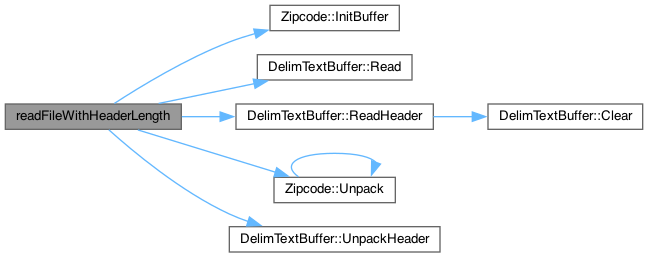 Zipcode::InitBuffer
DelimTextBuffer::Read
readFileWithHeaderLength
DelimTextBuffer::ReadHeader
DelimTextBuffer::Clear
Zipcode::Unpack
DelimTextBuffer::UnpackHeader